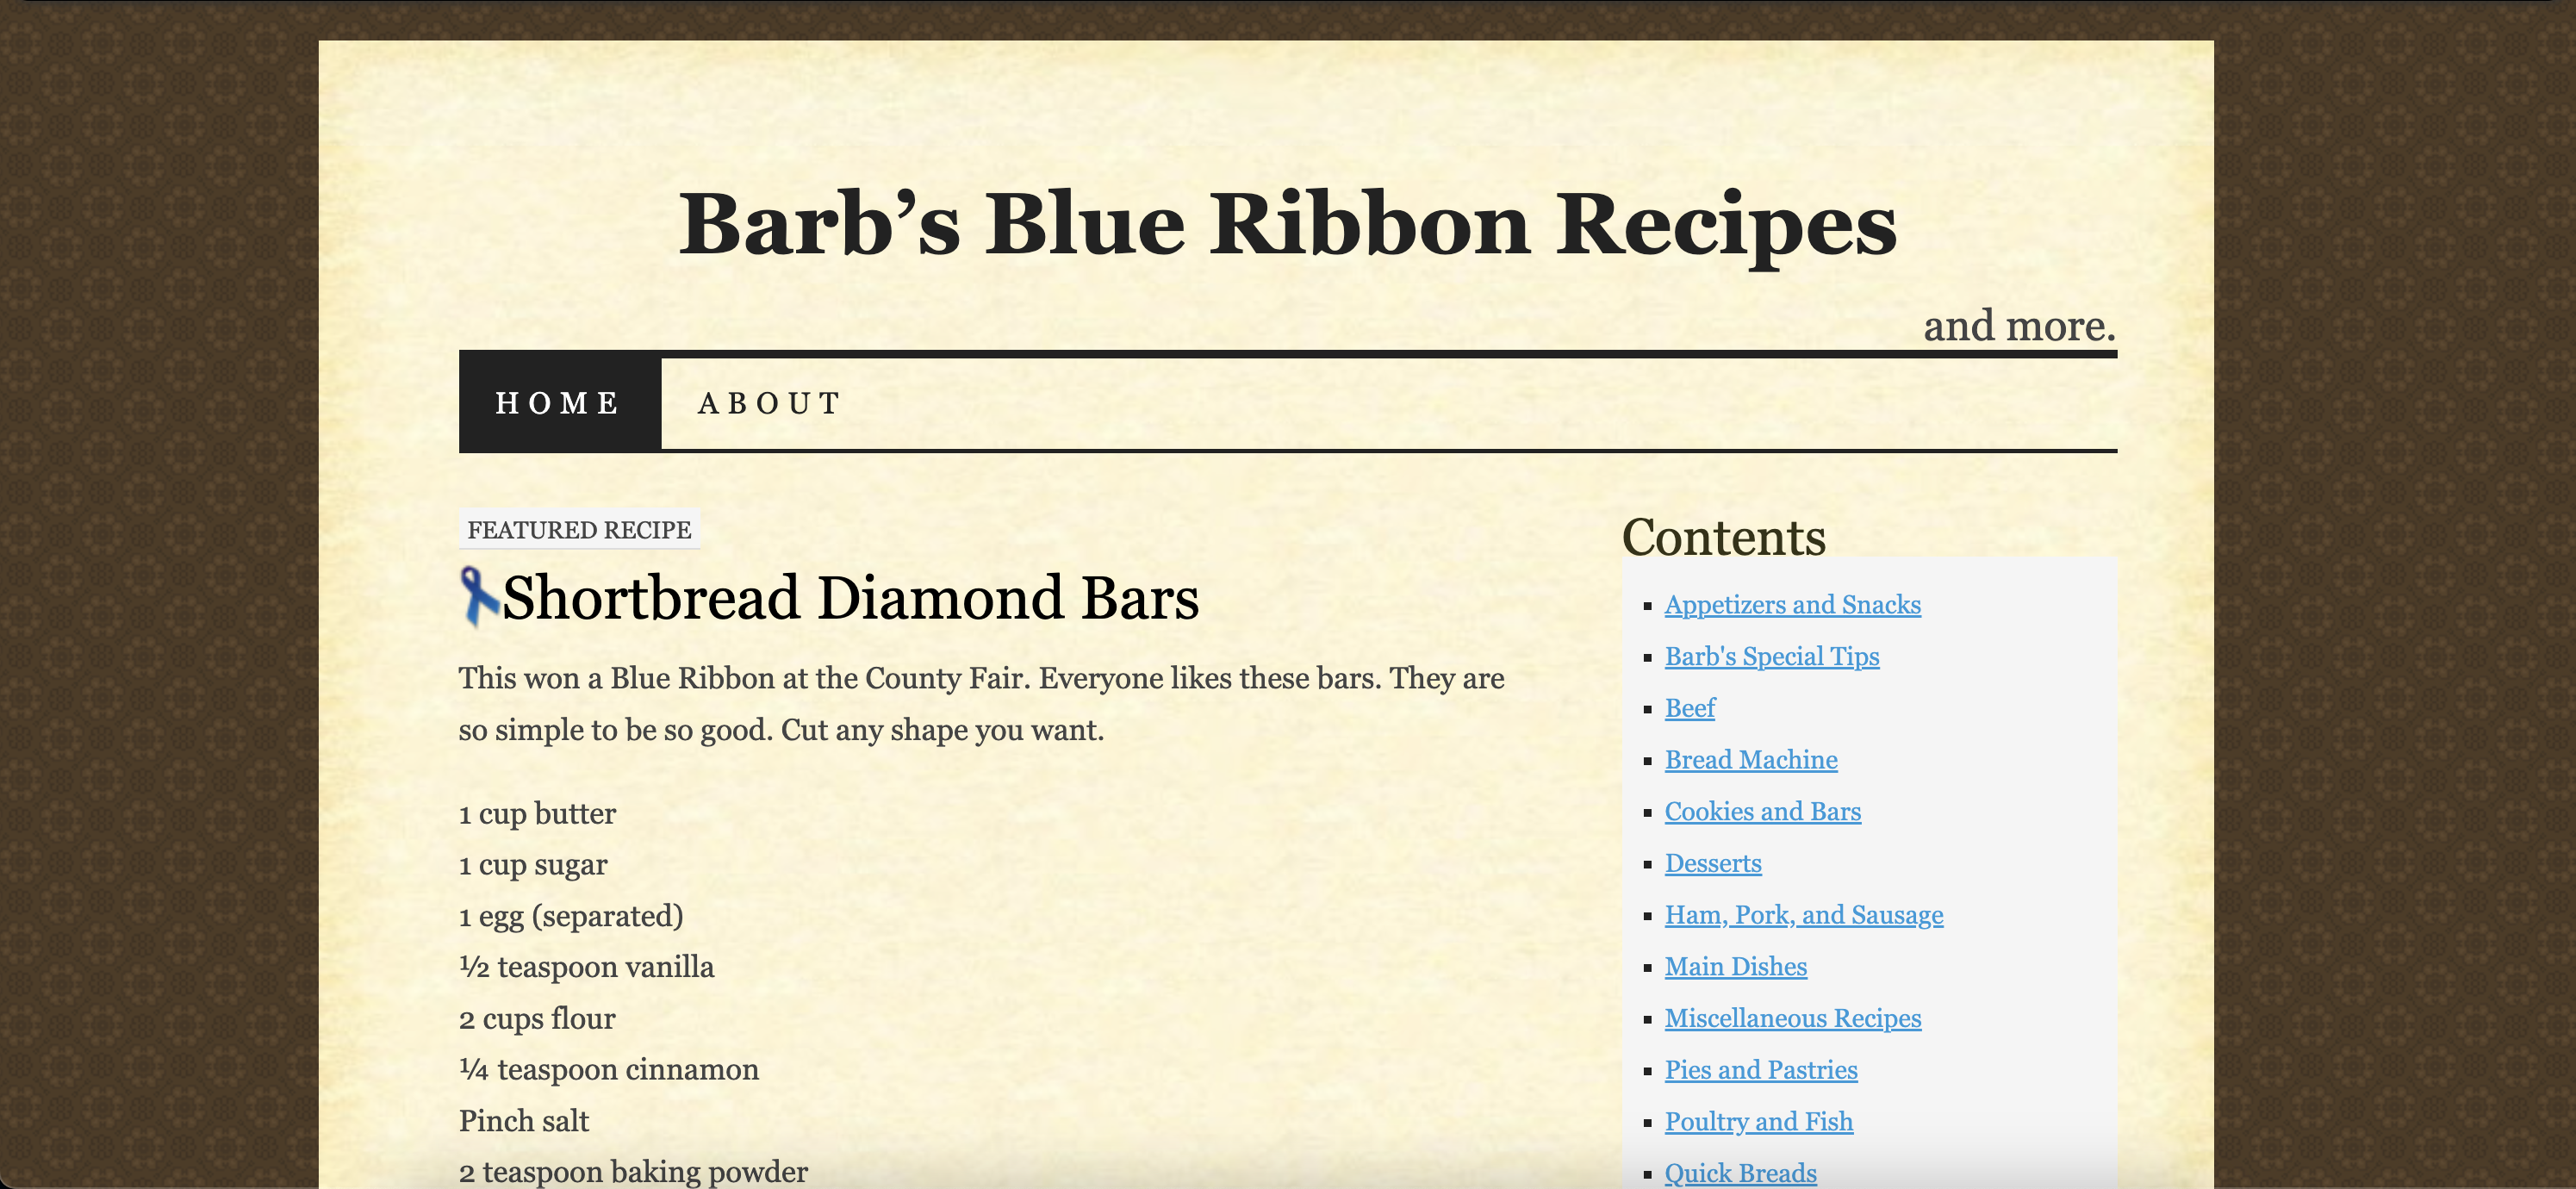 Barb’s Blue Ribbon Recipes
and more.
HOME ABOUT
FEATURED RECIPE
Shortbread Diamond Bars
This won a Blue Ribbon at the County Fair. Everyone likes these bars. They are
so simple to be so good. Cut any shape you want.
1 cup butter
1 cup sugar
1 egg (separated)
½ teaspoon vanilla
2 cups flour
¼ teaspoon cinnamon
Pinch salt
2 teaspoon baking powder
Contents
Appetizers and Snacks
Barb's Special Tips
Beef
Bread Machine
Cookies and Bars
Desserts
Ham, Pork, and Sausage
Main Dishes
Miscellaneous Recipes
Pies and Pastries
Poultry and Fish
Quick Breads